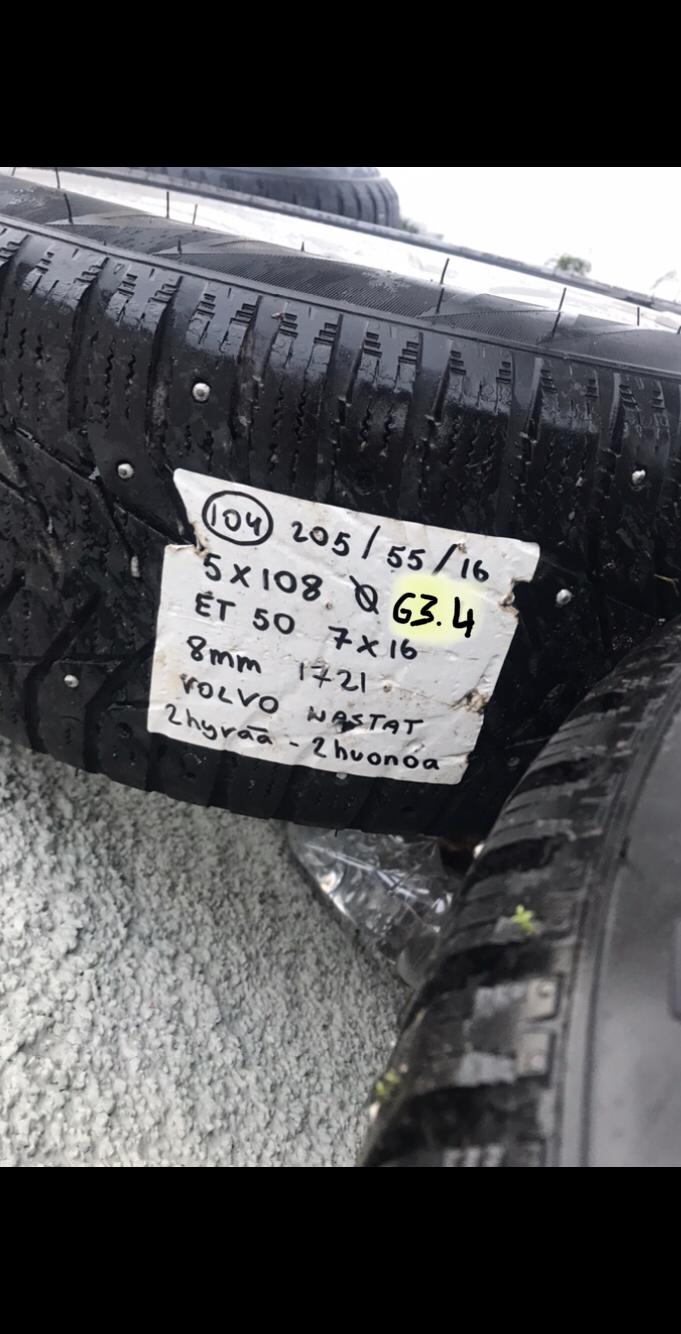 104 205/55/16
5X108 Ø 63.4
ET 50 7X16
8mm 1721
VOLVO NASTAT
2hyvää - 2huonoa